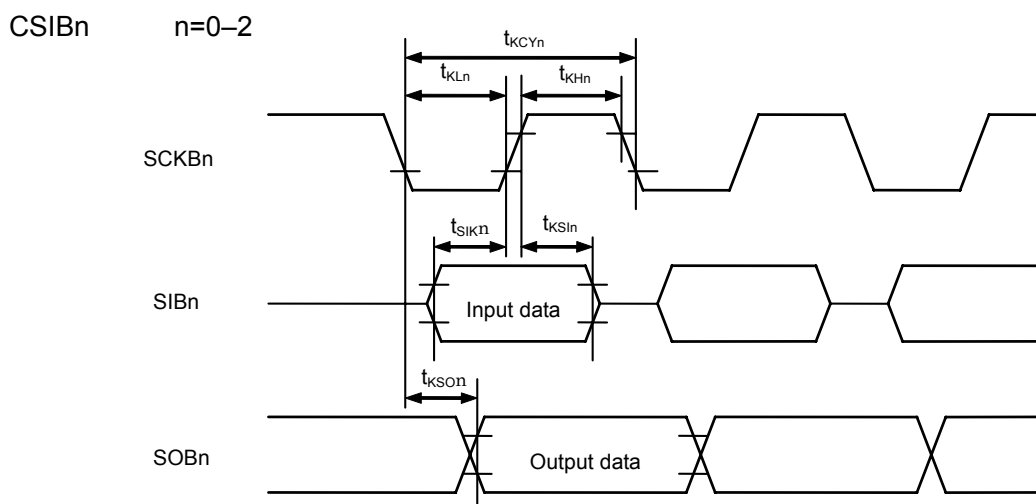 CSIBn n=0–2
tKCYn
tKLn tKHn
SCKBn
tSIKn tKSIn
SIBn Input data
tKSOn
SOBn Output data